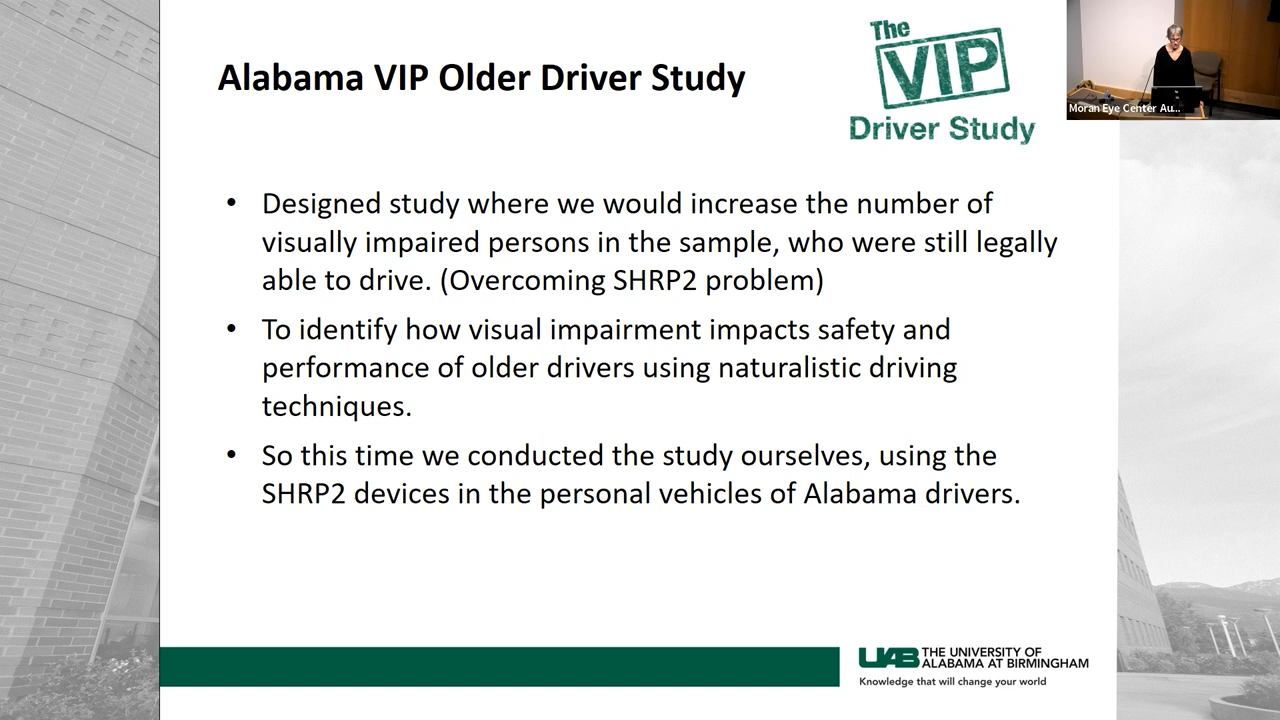 Alabama VIP Older Driver Study
The
VIP
Driver Study
Moran Eye Center Au...
• Designed study where we would increase the number of
visually impaired persons in the sample, who were still legally
able to drive. (Overcoming SHRP2 problem)
• To identify how visual impairment impacts safety and
performance of older drivers using naturalistic driving
techniques.
• So this time we conducted the study ourselves, using the
SHRP2 devices in the personal vehicles of Alabama drivers.
UAB THE UNIVERSITY OF
ALABAMA AT BIRMINGHAM
Knowledge that will change your world